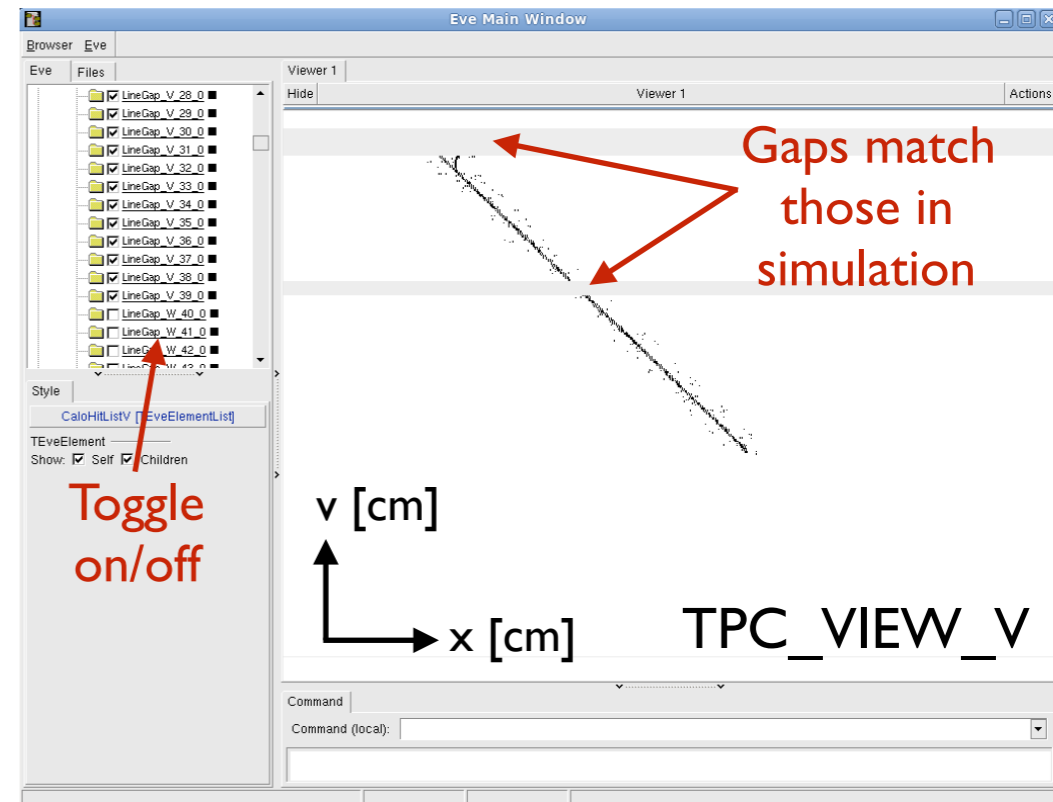 Eve Main Window
Browser Eve
Eve Files
LineGap_V_28_0
LineGap_V_29_0
LineGap_V_30_0
LineGap_V_31_0
LineGap_V_32_0
LineGap_V_33_0
LineGap_V_34_0
LineGap_V_35_0
LineGap_V_36_0
LineGap_V_37_0
LineGap_V_38_0
LineGap_V_39_0
LineGap_W_40_0
LineGap_W_41_0
LineGap_W_42_0
Style
CaloHitListV [TEveElementList]
TEveElement
Show: Self Children
Toggle
on/off
Viewer 1
Hide Viewer 1 Actions
Gaps match
those in
simulation
v [cm]
x [cm]
TPC_VIEW_V
Command
Command (local):